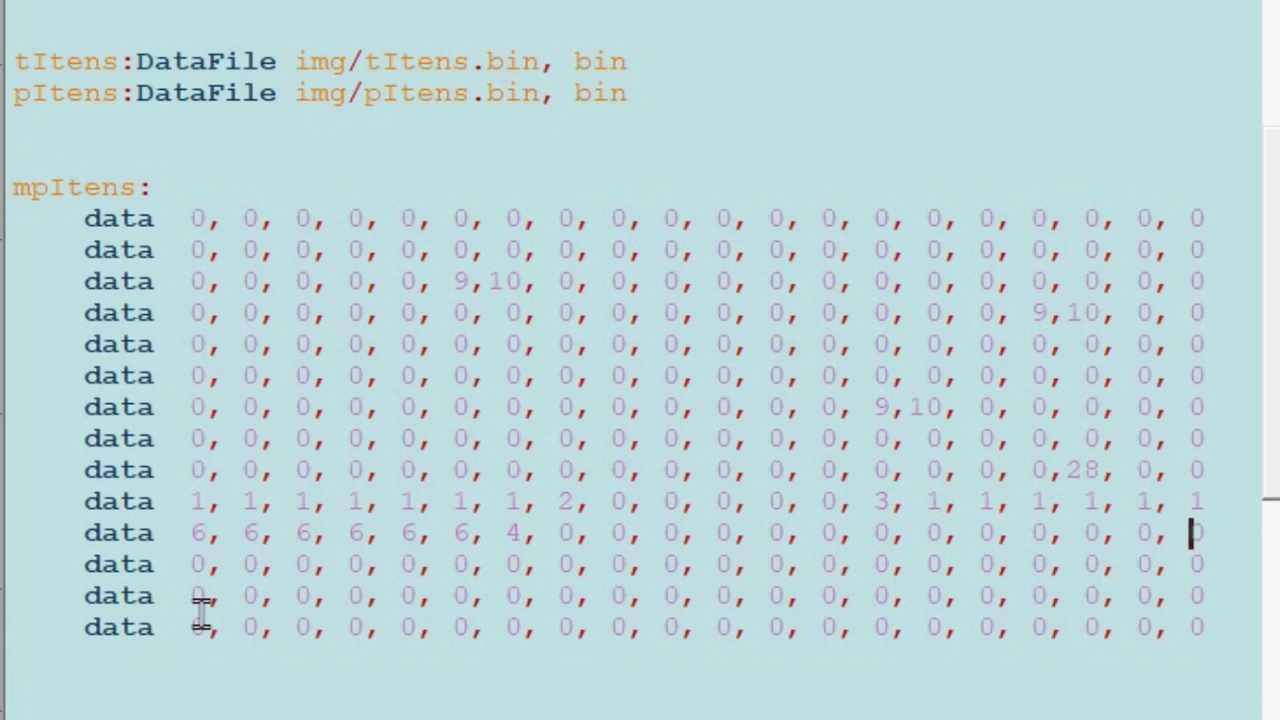 tItens:DataFile img/tItens.bin, bin
pItens:DataFile img/pItens.bin, bin
mpItens:
data 0, 0, 0, 0, 0, 0, 0, 0, 0, 0, 0, 0, 0, 0, 0, 0, 0, 0, 0, 0
data 0, 0, 0, 0, 0, 0, 0, 0, 0, 0, 0, 0, 0, 0, 0, 0, 0, 0, 0, 0
data 0, 0, 0, 0, 0, 9,10, 0, 0, 0, 0, 0, 0, 0, 0, 0, 0, 0, 0, 0
data 0, 0, 0, 0, 0, 0, 0, 0, 0, 0, 0, 0, 0, 0, 0, 0, 9,10, 0, 0
data 0, 0, 0, 0, 0, 0, 0, 0, 0, 0, 0, 0, 0, 0, 0, 0, 0, 0, 0, 0
data 0, 0, 0, 0, 0, 0, 0, 0, 0, 0, 0, 0, 0, 0, 0, 0, 0, 0, 0, 0
data 0, 0, 0, 0, 0, 0, 0, 0, 0, 0, 0, 0, 0, 9,10, 0, 0, 0, 0, 0
data 0, 0, 0, 0, 0, 0, 0, 0, 0, 0, 0, 0, 0, 0, 0, 0, 0, 0, 0, 0
data 0, 0, 0, 0, 0, 0, 0, 0, 0, 0, 0, 0, 0, 0, 0, 0, 0,28, 0, 0
data 1, 1, 1, 1, 1, 1, 1, 2, 0, 0, 0, 0, 0, 3, 1, 1, 1, 1, 1, 1
data 6, 6, 6, 6, 6, 6, 4, 0, 0, 0, 0, 0, 0, 0, 0, 0, 0, 0, 0, 0
data 0, 0, 0, 0, 0, 0, 0, 0, 0, 0, 0, 0, 0, 0, 0, 0, 0, 0, 0, 0
data 0, 0, 0, 0, 0, 0, 0, 0, 0, 0, 0, 0, 0, 0, 0, 0, 0, 0, 0, 0
data 0, 0, 0, 0, 0, 0, 0, 0, 0, 0, 0, 0, 0, 0, 0, 0, 0, 0, 0, 0